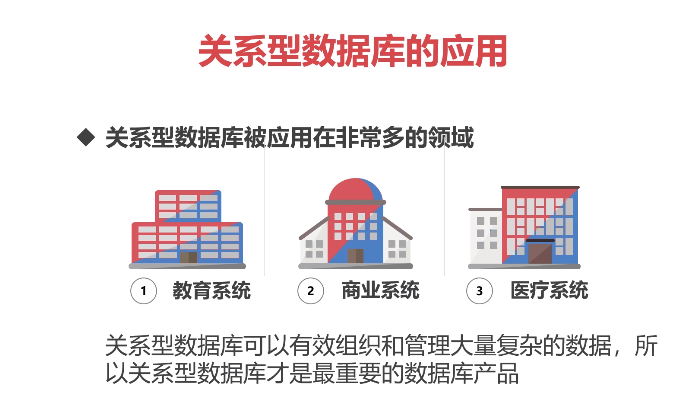 关系型数据库的应用
◆ 关系型数据库被应用在非常多的领域
1 教育系统
2 商业系统
3 医疗系统
关系型数据库可以有效组织和管理大量复杂的数据，所
以关系型数据库才是最重要的数据库产品